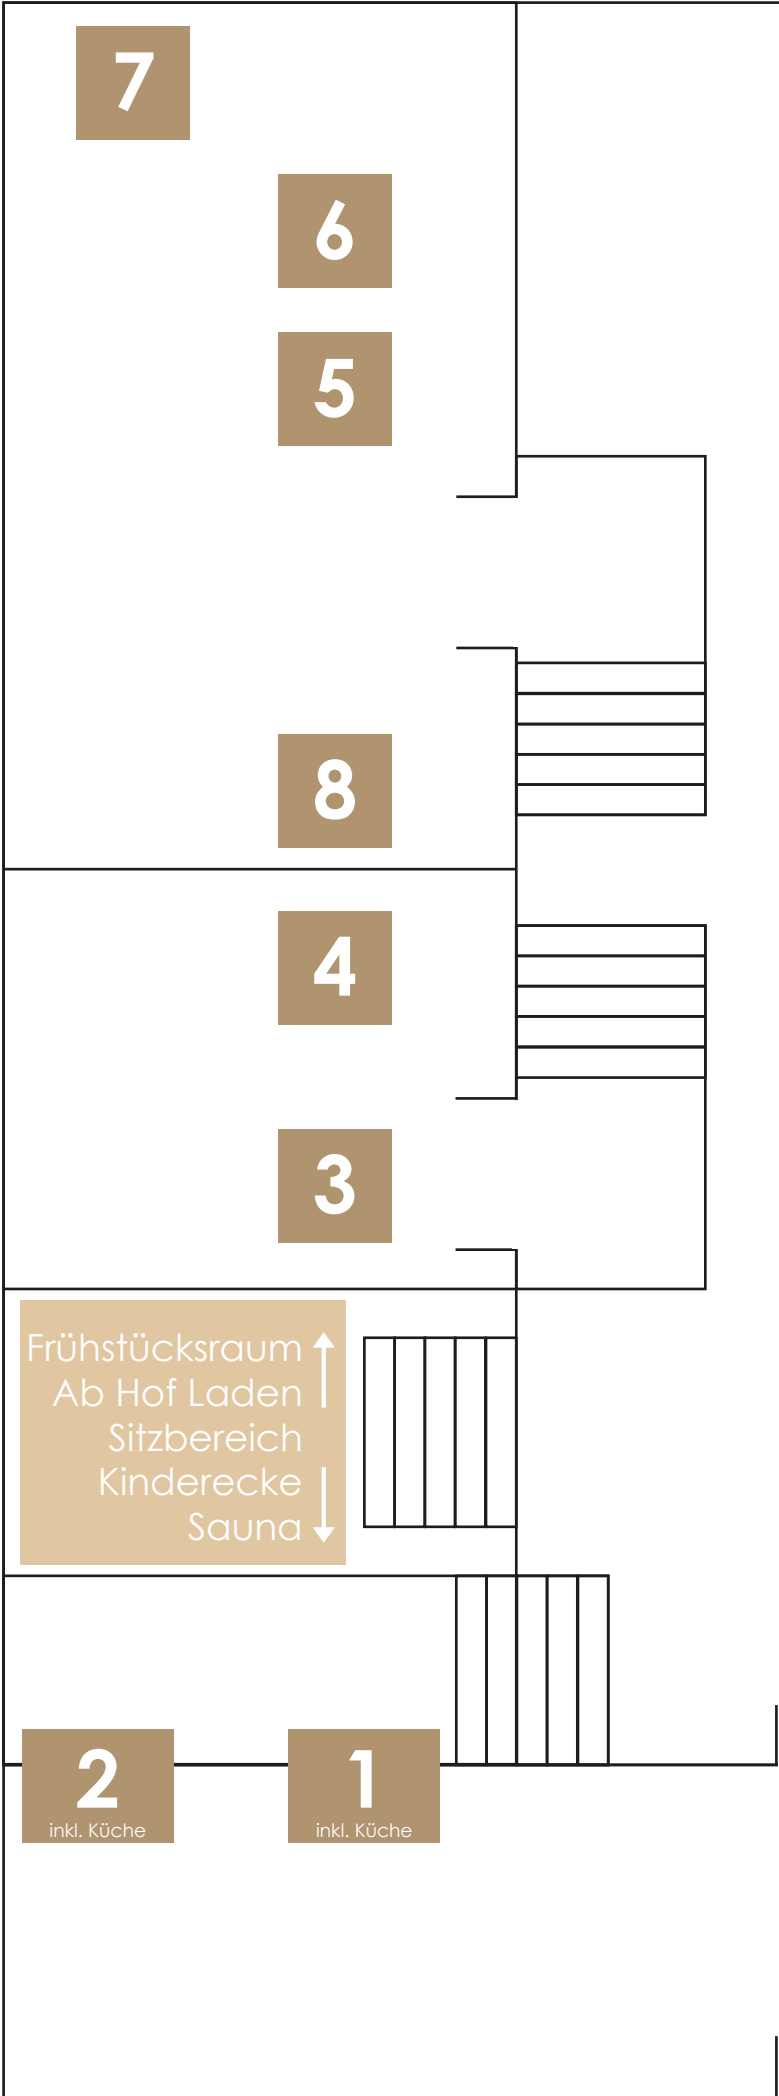 7
6
5
8
4
3
Frühstücksraum
Ab Hof Laden
Sitzbereich
Kinderecke
Sauna
2
inkl. Küche
1
inkl. Küche